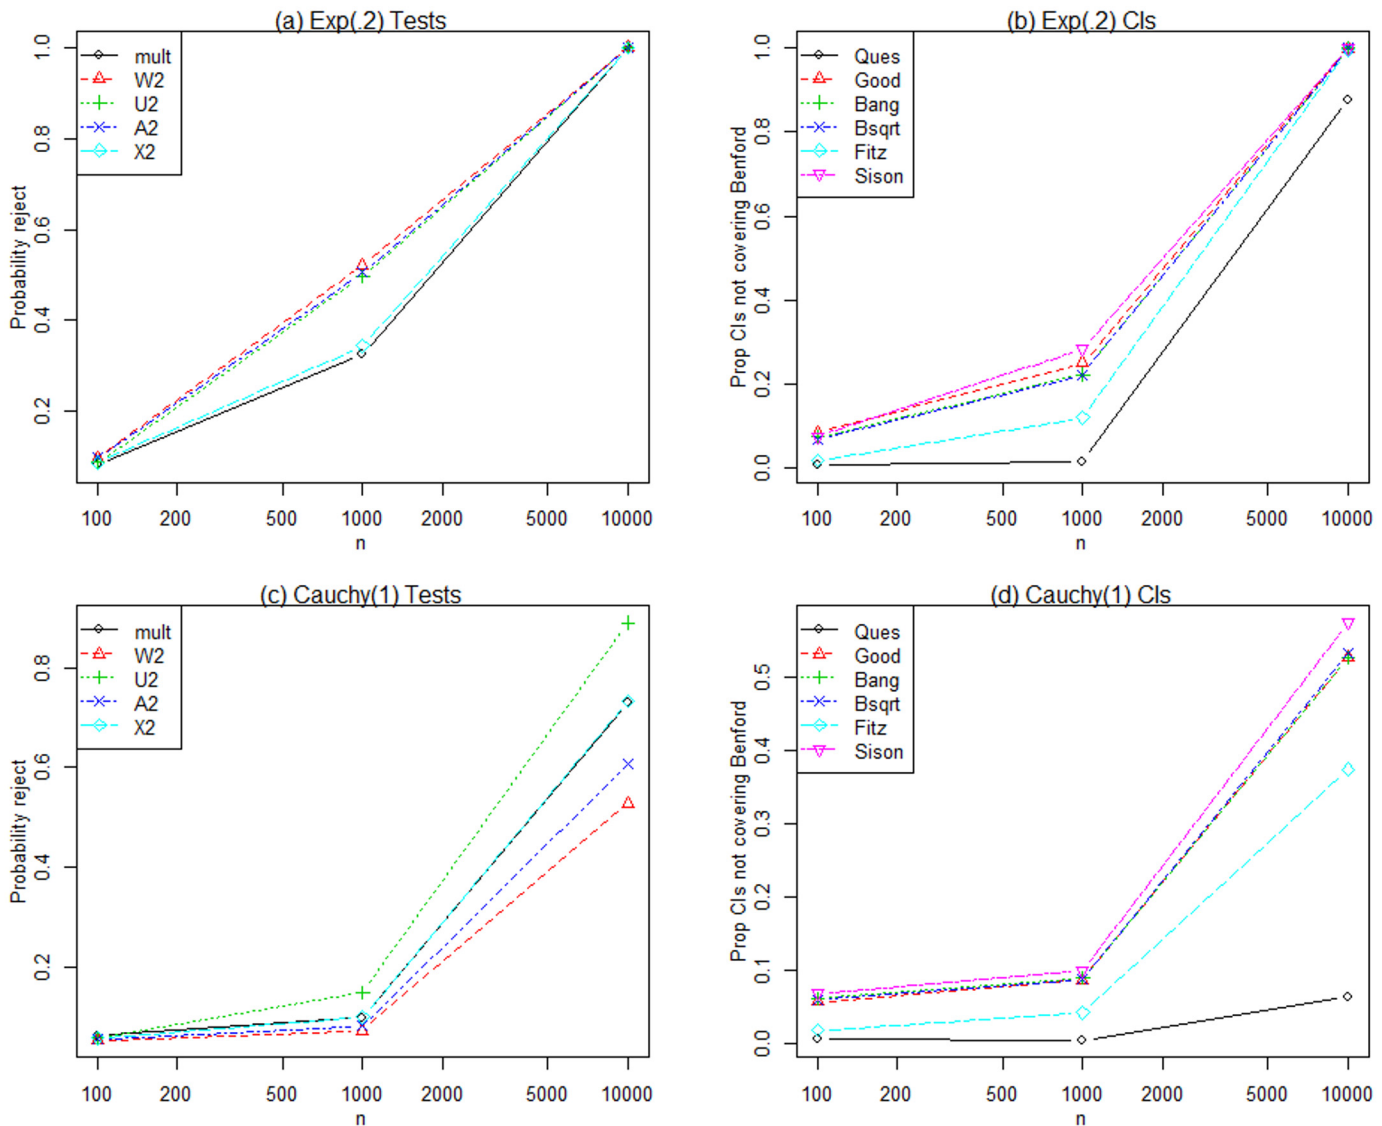 (a) Exp(.2) Tests
mult
W2
U2
A2
X2
Probability reject
0.2
0.4
0.6
0.8
1.0
100
200
500
1000
2000
5000
10000
n
(b) Exp(.2) CIs
Ques
Good
Bang
Bsqrt
Fitz
Sison
Prop CIs not covering Benford
0.0
0.2
0.4
0.6
0.8
1.0
100
200
500
1000
2000
5000
10000
n
(c) Cauchy(1) Tests
mult
W2
U2
A2
X2
Probability reject
0.2
0.4
0.6
0.8
100
200
500
1000
2000
5000
10000
n
(d) Cauchy(1) CIs
Ques
Good
Bang
Bsqrt
Fitz
Sison
Prop CIs not covering Benford
0.0
0.1
0.2
0.3
0.4
0.5
100
200
500
1000
2000
5000
10000
n